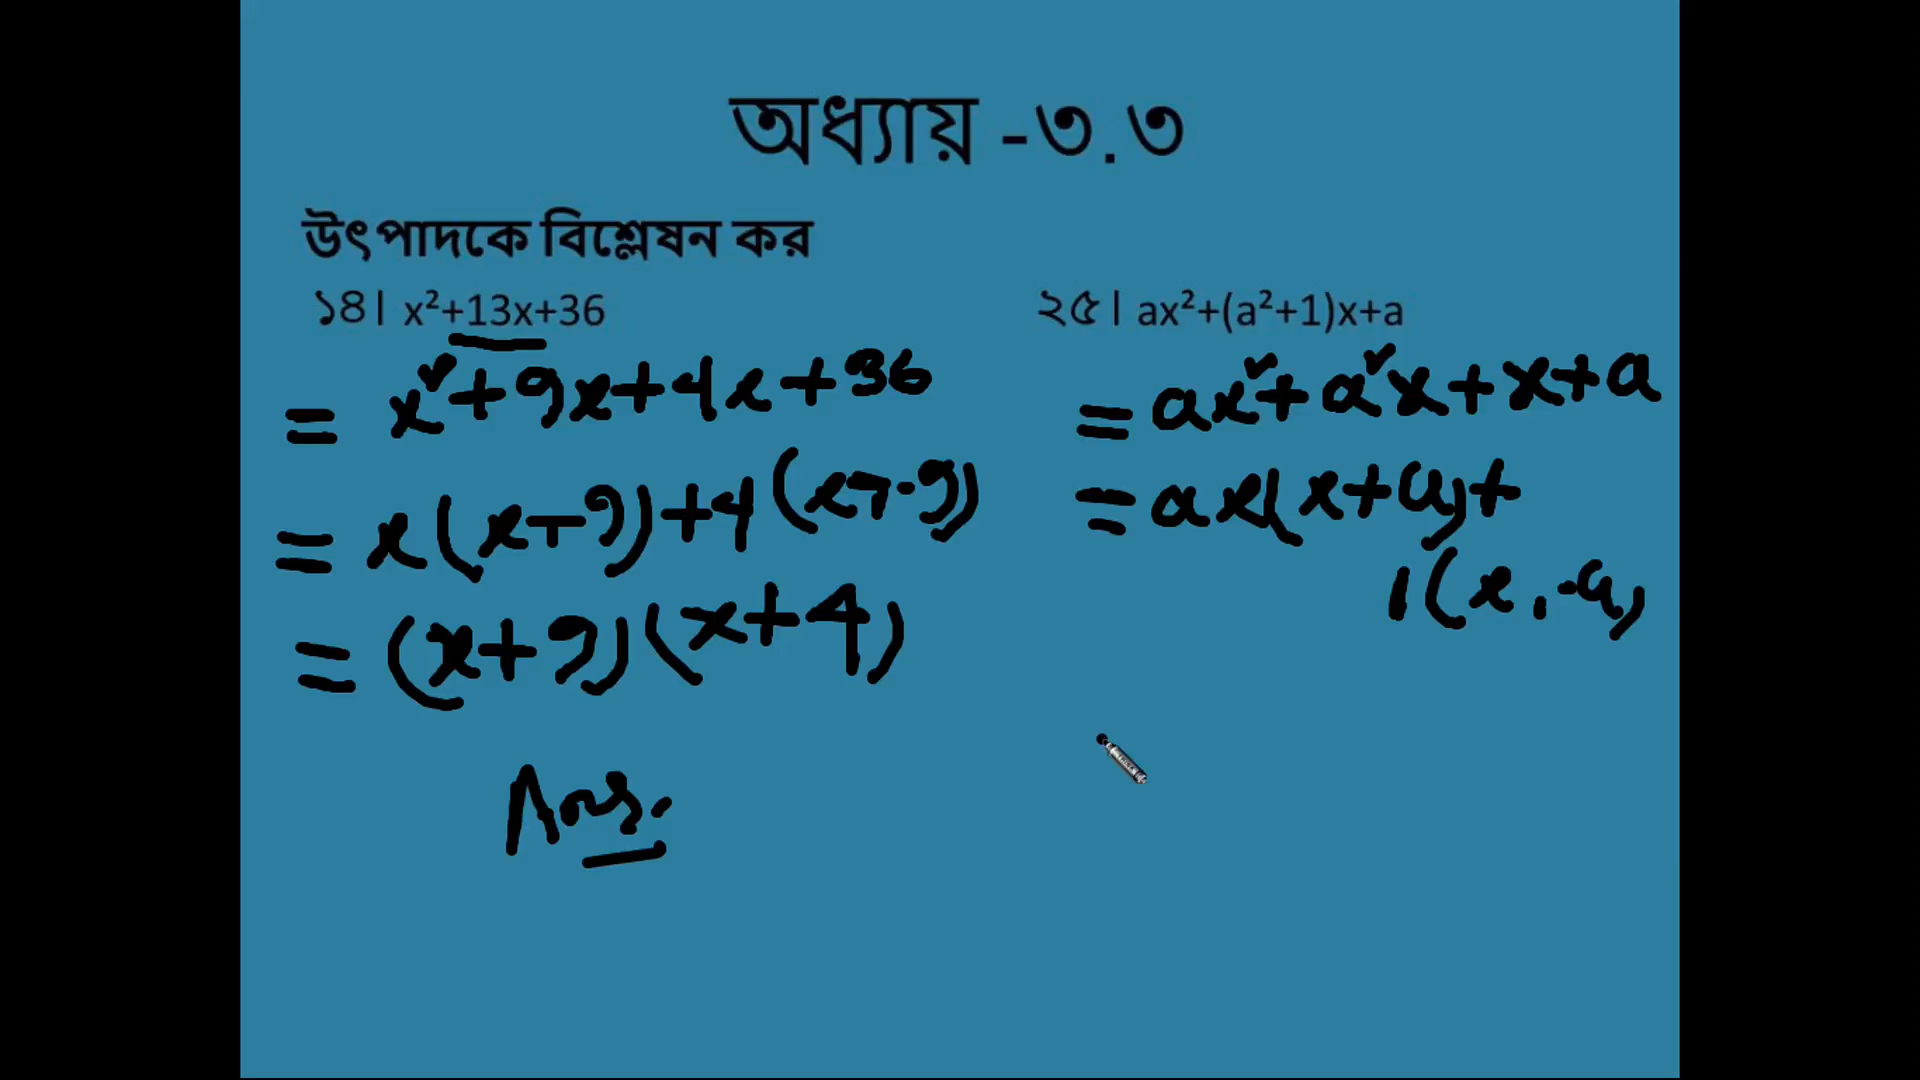 অধ্যায় -৩.৩
উৎপাদকে বিশ্লেষন কর
১৪। x²+13x+36
= x²+9x+4x+36
= x(x+9)+4(x+9)
= (x+9)(x+4)
Ans.
২৫। ax²+(a²+1)x+a
= ax²+a²x+x+a
= ax(x+a)+
1(x+a)